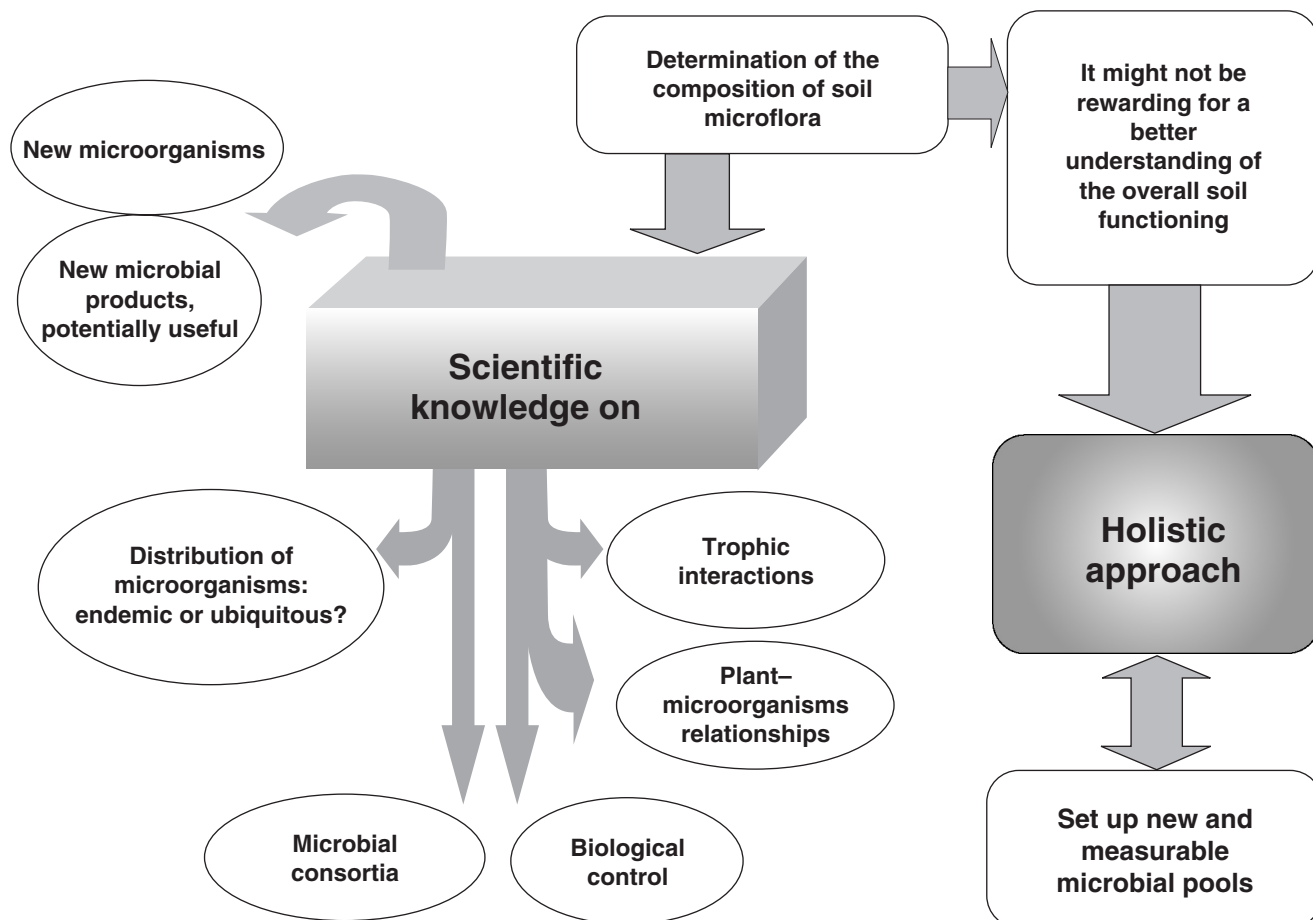 Determination of the
composition of soil
microflora
It might not be
rewarding for a
better
understanding of
the overall soil
functioning
New microorganisms
New microbial
products,
potentially useful
Scientific
knowledge on
Distribution of
microorganisms:
endemic or ubiquitous?
Trophic
interactions
Plant–
microorganisms
relationships
Microbial
consortia
Biological
control
Holistic
approach
Set up new and
measurable
microbial pools